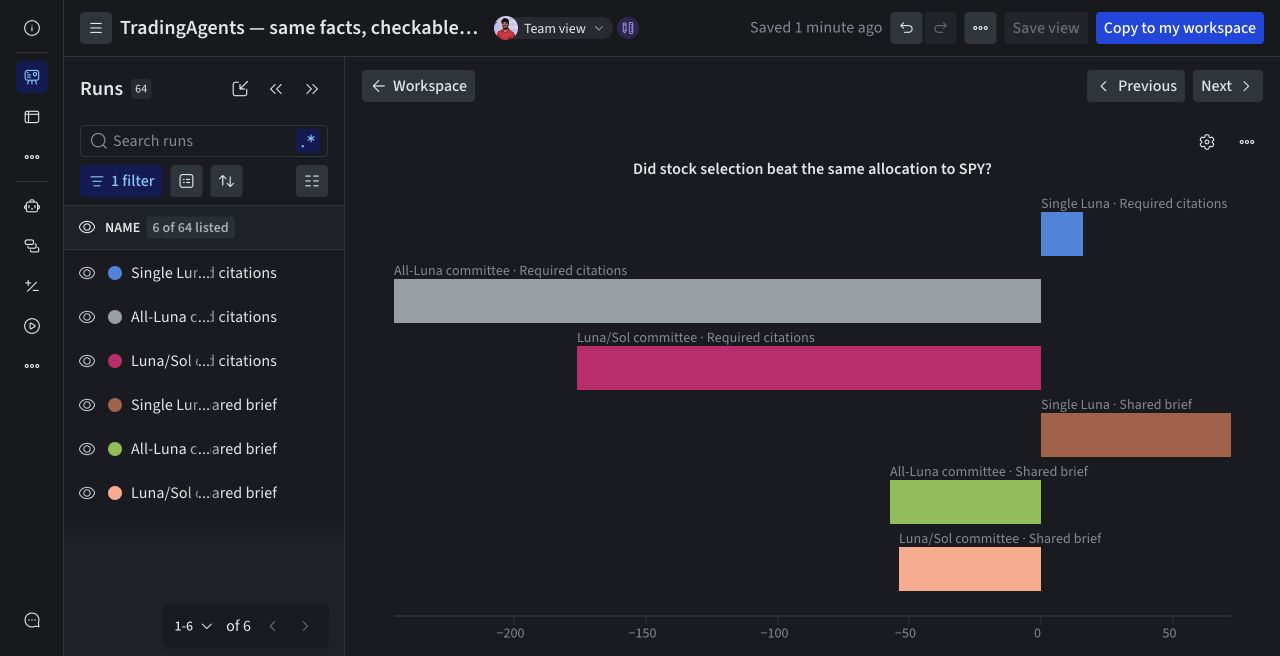 TradingAgents — same facts, checkable...
Team view
Saved 1 minute ago
Save view
Copy to my workspace
Runs 64
Search runs
.*
1 filter
NAME 6 of 64 listed
Single Lur...d citations
All-Luna c...d citations
Luna/Sol c...d citations
Single Lur...ared brief
All-Luna c...ared brief
Luna/Sol c...ared brief
1-6 of 6
Workspace
Previous
Next
Did stock selection beat the same allocation to SPY?
Single Luna · Required citations
All-Luna committee · Required citations
Luna/Sol committee · Required citations
Single Luna · Shared brief
All-Luna committee · Shared brief
Luna/Sol committee · Shared brief
−200 −150 −100 −50 0 50